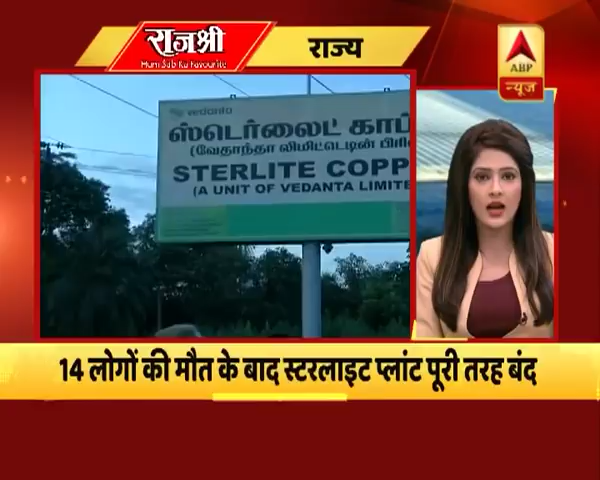 राजश्री
Hum Sab Ka Favourite
राज्य
ABP
न्यूज़
vedanta
ஸ்டெர்லைட் காப்
(வேதாந்தா லிமிட்டெடின் பிரி
STERLITE COPP
(A UNIT OF VEDANTA LIMITE
14 लोगों की मौत के बाद स्टरलाइट प्लांट पूरी तरह बंद